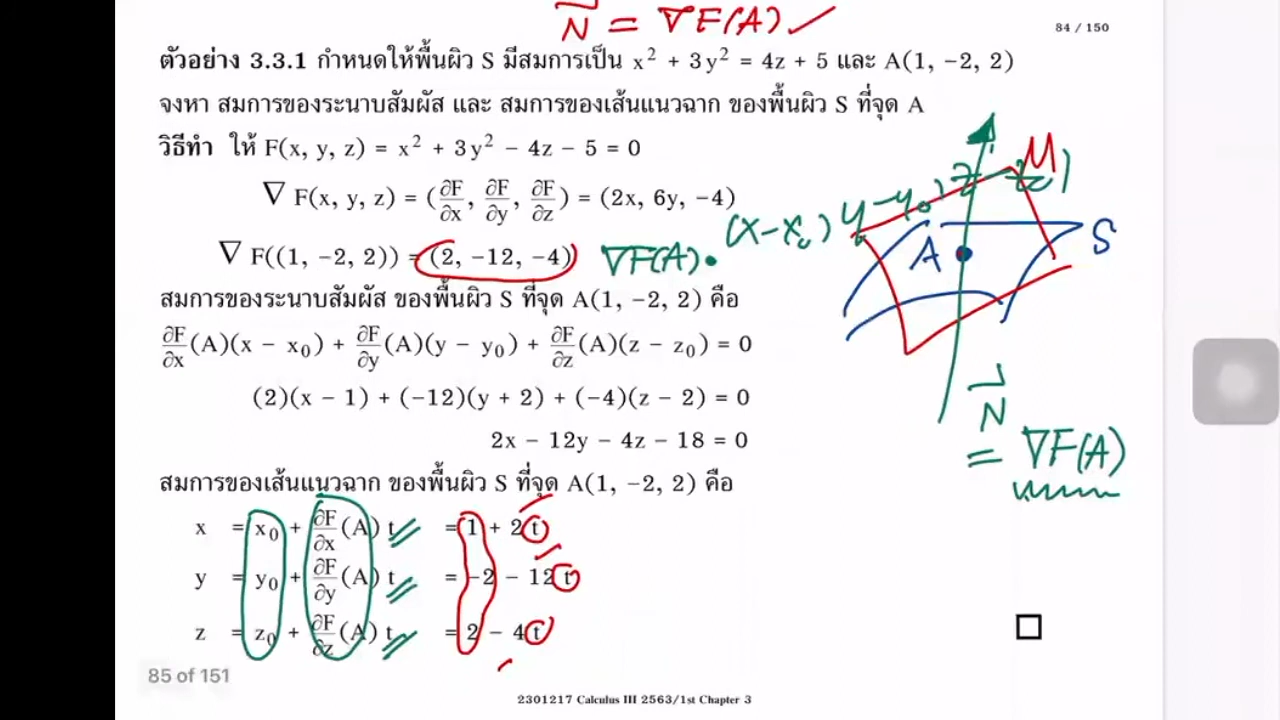 N⃗ = ∇F(A) ✓
84 / 150
ตัวอย่าง 3.3.1 กำหนดให้พื้นผิว S มีสมการเป็น x² + 3y² = 4z + 5 และ A(1, −2, 2)
จงหา สมการของระนาบสัมผัส และ สมการของเส้นแนวฉาก ของพื้นผิว S ที่จุด A
วิธีทำ ให้ F(x, y, z) = x² + 3y² − 4z − 5 = 0
∇ F(x, y, z) = (∂F/∂x, ∂F/∂y, ∂F/∂z) = (2x, 6y, −4)
∇ F((1, −2, 2)) = (2, −12, −4)
∇F(A)•(x−x₀, y−y₀, z−z₀)
M
S
A
สมการของระนาบสัมผัส ของพื้นผิว S ที่จุด A(1, −2, 2) คือ
∂F/∂x(A)(x − x₀) + ∂F/∂y(A)(y − y₀) + ∂F/∂z(A)(z − z₀) = 0
(2)(x − 1) + (−12)(y + 2) + (−4)(z − 2) = 0
2x − 12y − 4z − 18 = 0
N⃗
= ∇F(A)
สมการของเส้นแนวฉาก ของพื้นผิว S ที่จุด A(1, −2, 2) คือ
x = x₀ + ∂F/∂x(A) t = 1 + 2t
y = y₀ + ∂F/∂y(A) t = −2 − 12t
z = z₀ + ∂F/∂z(A) t = 2 − 4t
85 of 151
2301217 Calculus III 2563/1st Chapter 3